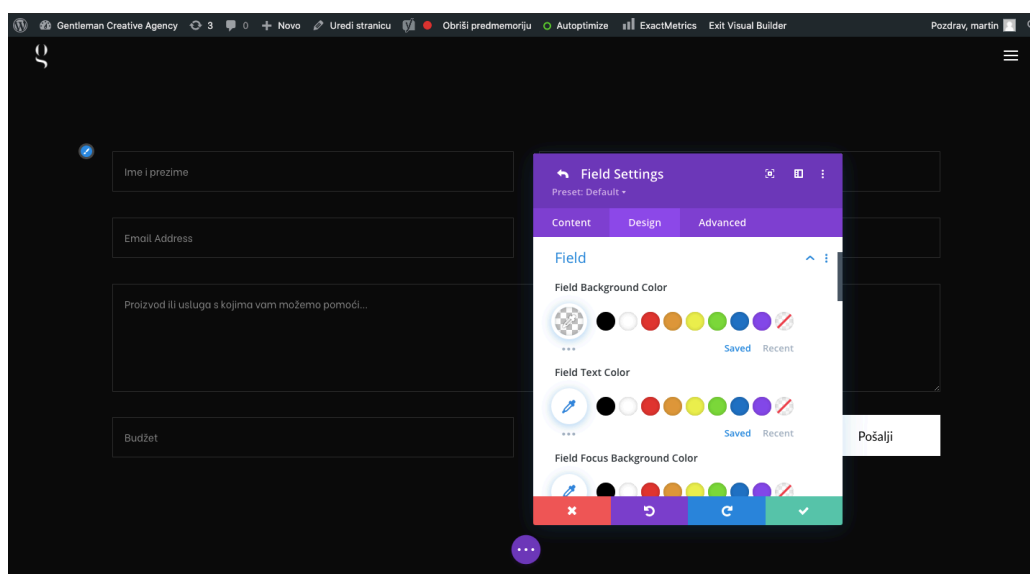 Gentleman Creative Agency 3 0 + Novo Uredi stranicu Obriši predmemoriju Autoptimize ExactMetrics Exit Visual Builder Pozdrav, martin
g
Ime i prezime
Email Address
Proizvod ili usluga s kojima vam možemo pomoći...
Budžet
Pošalji
Field Settings
Preset: Default
Content Design Advanced
Field
Field Background Color
Saved Recent
Field Text Color
Saved Recent
Field Focus Background Color